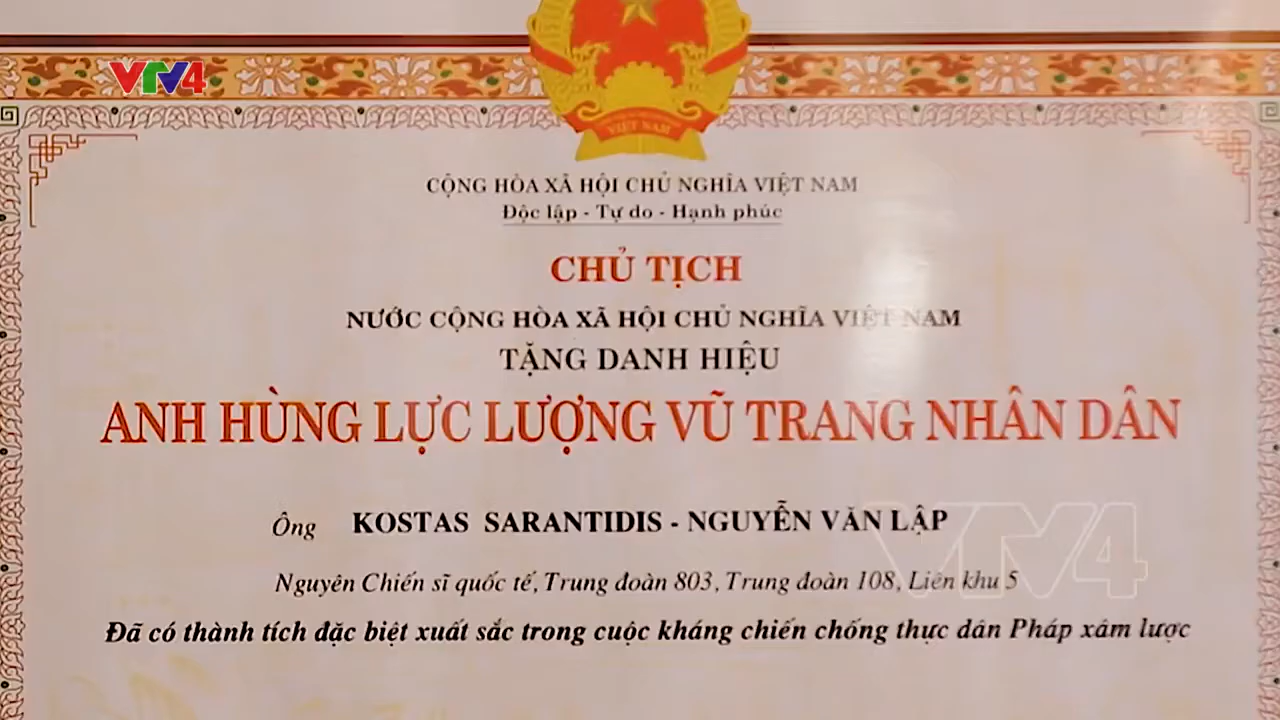 VTV4
VIỆT NAM
CỘNG HÒA XÃ HỘI CHỦ NGHĨA VIỆT NAM
Độc lập - Tự do - Hạnh phúc
CHỦ TỊCH
NƯỚC CỘNG HÒA XÃ HỘI CHỦ NGHĨA VIỆT NAM
TẶNG DANH HIỆU
ANH HÙNG LỰC LƯỢNG VŨ TRANG NHÂN DÂN
Ông KOSTAS SARANTIDIS - NGUYỄN VĂN LẬP
VTV4
Nguyên Chiến sĩ quốc tế, Trung đoàn 803, Trung đoàn 108, Liên khu 5
Đã có thành tích đặc biệt xuất sắc trong cuộc kháng chiến chống thực dân Pháp xâm lược